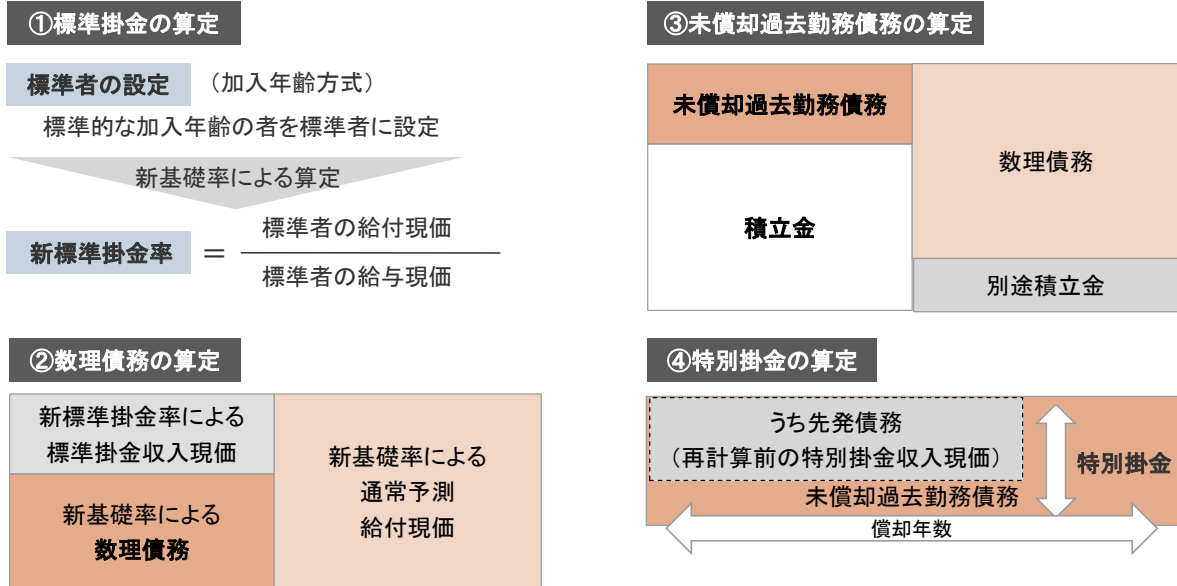 ①標準掛金の算定
標準者の設定
（加入年齢方式）
標準的な加入年齢の者を標準者に設定
新基礎率による算定
新標準掛金率
＝
標準者の給付現価
標準者の給与現価
②数理債務の算定
新標準掛金率による
標準掛金収入現価
新基礎率による
数理債務
新基礎率による
通常予測
給付現価
③未償却過去勤務債務の算定
未償却過去勤務債務
積立金
数理債務
別途積立金
④特別掛金の算定
うち先発債務
（再計算前の特別掛金収入現価）
未償却過去勤務債務
償却年数
特別掛金